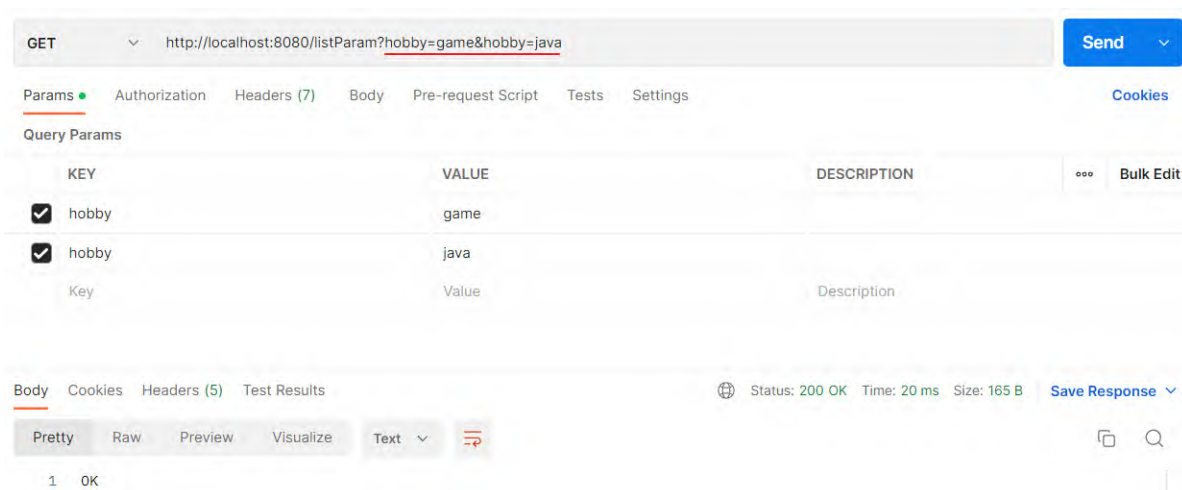 GET http://localhost:8080/listParam?hobby=game&hobby=java Send
Params Authorization Headers (7) Body Pre-request Script Tests Settings Cookies
Query Params
KEY VALUE DESCRIPTION ooo Bulk Edit
hobby game
hobby java
Key Value Description
Body Cookies Headers (5) Test Results Status: 200 OK Time: 20 ms Size: 165 B Save Response
Pretty Raw Preview Visualize Text
1 OK